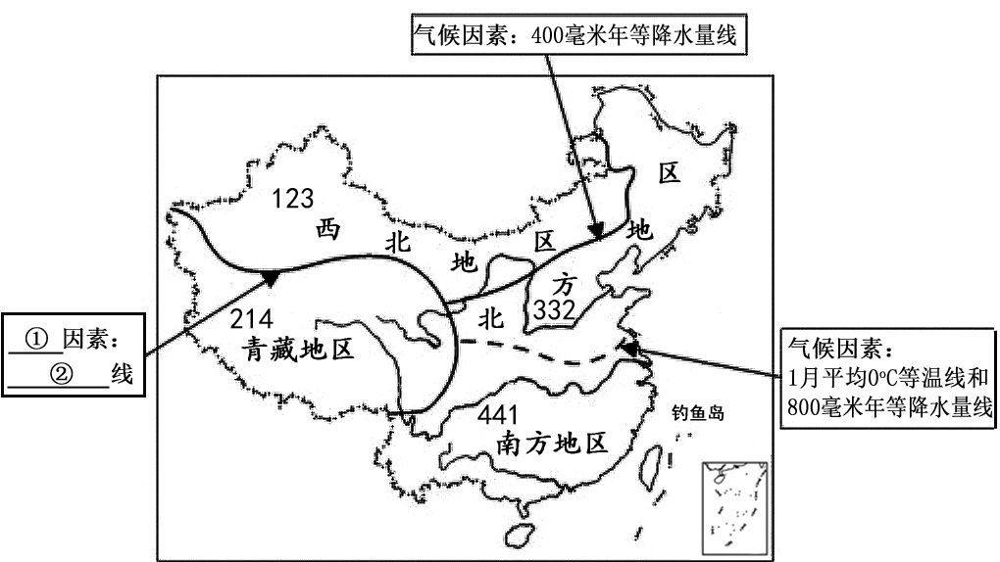 气候因素：400毫米年等降水量线
区
123
西
北
地
区
地
方
332
214
青藏地区
北
① 因素：
② 线
气候因素：
1月平均0℃等温线和
800毫米年等降水量线
441
南方地区
钓鱼岛